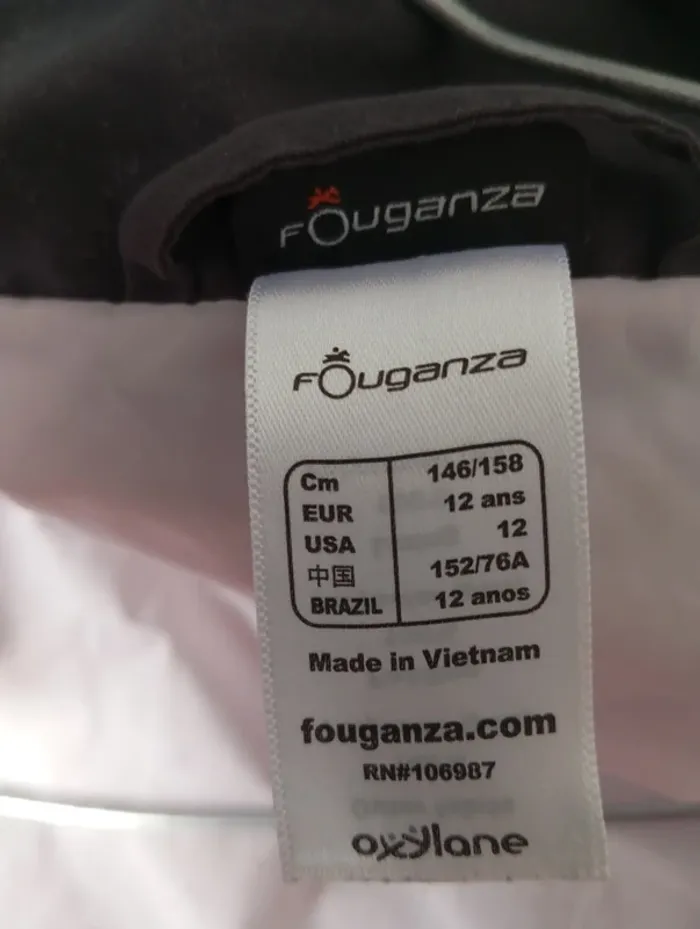 Fouganza
Fouganza
Cm 146/158
EUR 12 ans
USA 12
中国 152/76A
BRAZIL 12 anos
Made in Vietnam
fouganza.com
RN#106987
oxylane